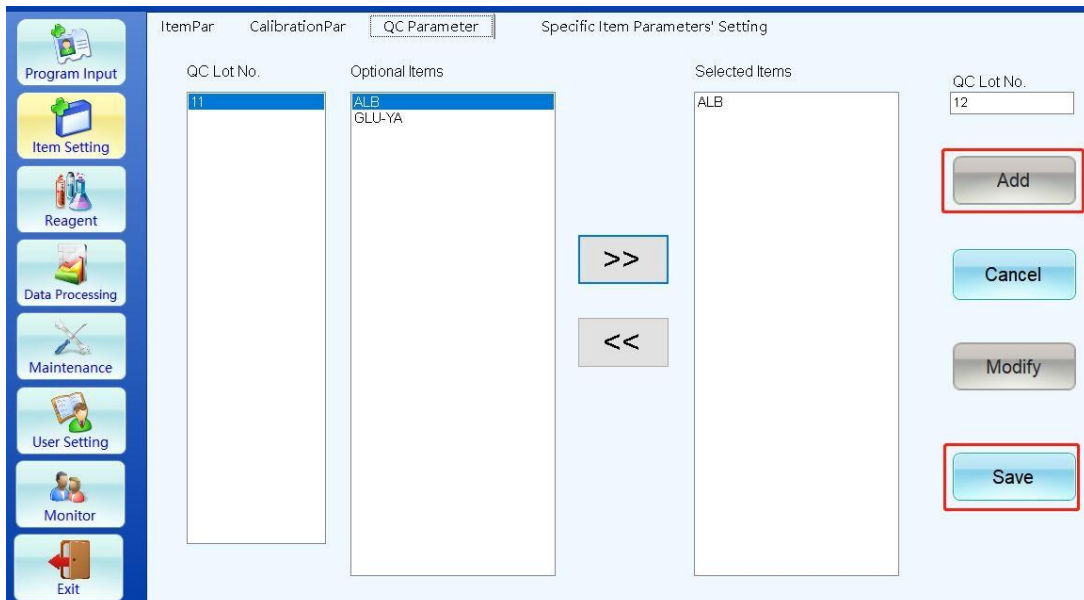 Program Input
Item Setting
Reagent
Data Processing
Maintenance
User Setting
Monitor
Exit
ItemPar CalibrationPar QC Parameter Specific Item Parameters' Setting
QC Lot No.
11
Optional Items
ALB
GLU-YA
>>
<<
Selected Items
ALB
QC Lot No.
12
Add
Cancel
Modify
Save